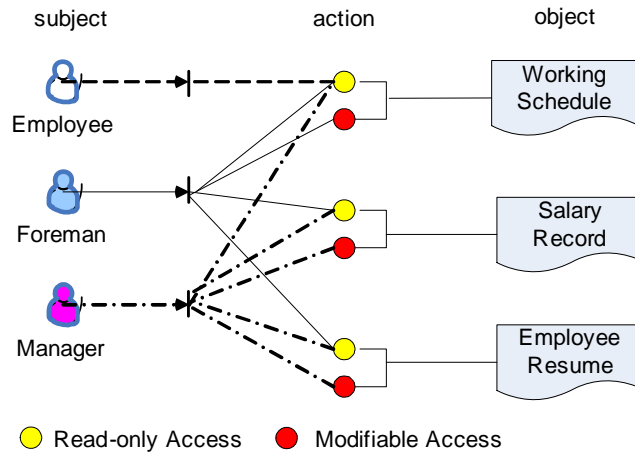 subject
action
object
Employee
Working
Schedule
Foreman
Salary
Record
Manager
Employee
Resume
Read-only Access
Modifiable Access